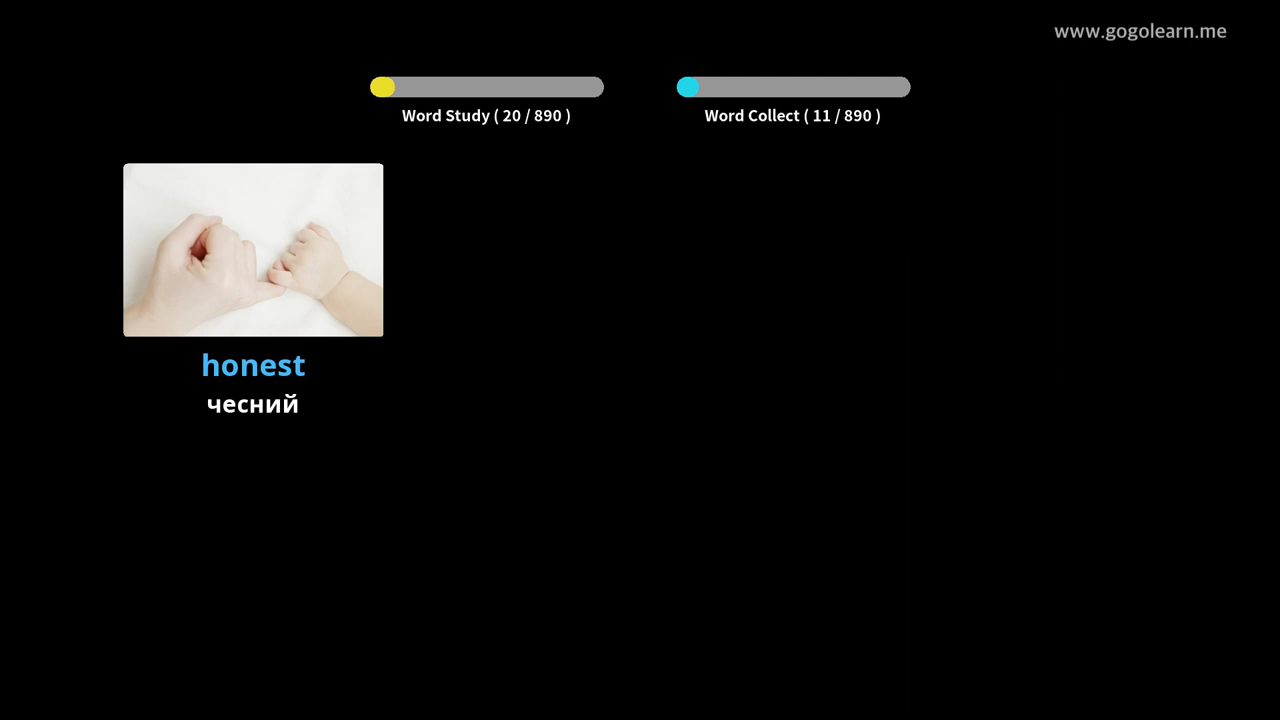 www.gogolearn.me
Word Study ( 20 / 890 )
Word Collect ( 11 / 890 )
honest
чесний